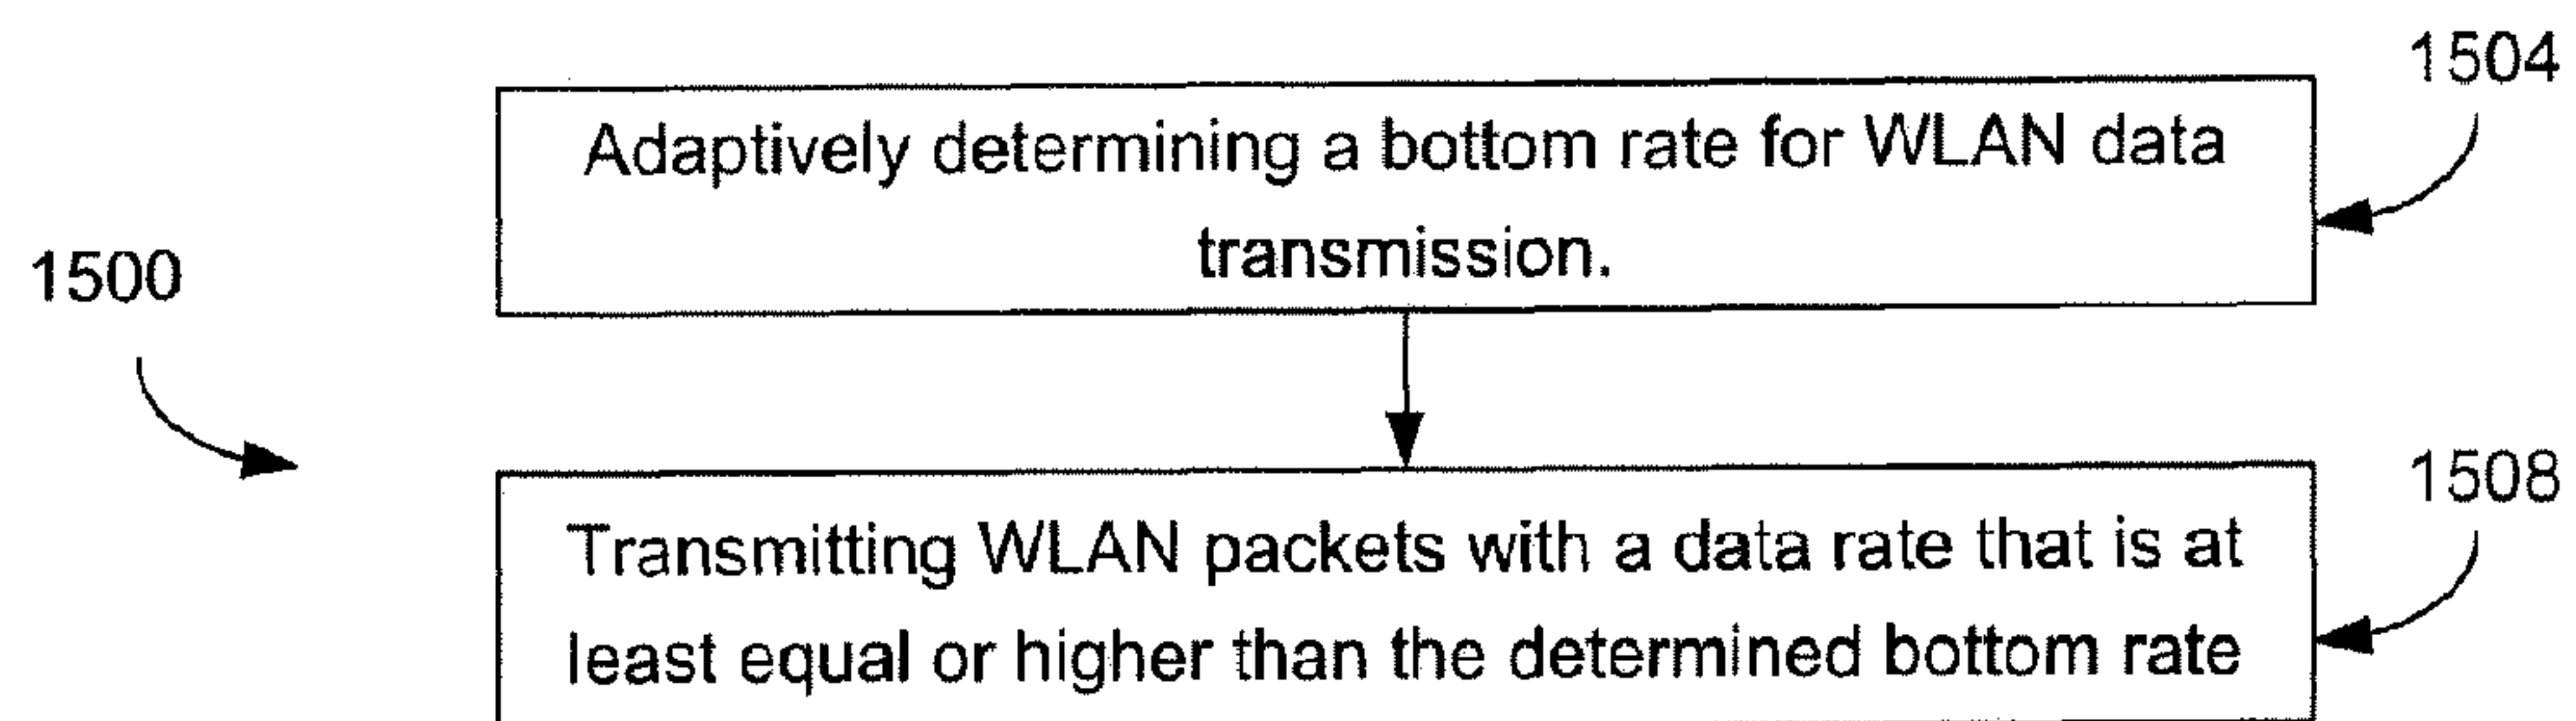 1504
Adaptively determining a bottom rate for WLAN data
transmission.
1500
1508
Transmitting WLAN packets with a data rate that is at
least equal or higher than the determined bottom rate